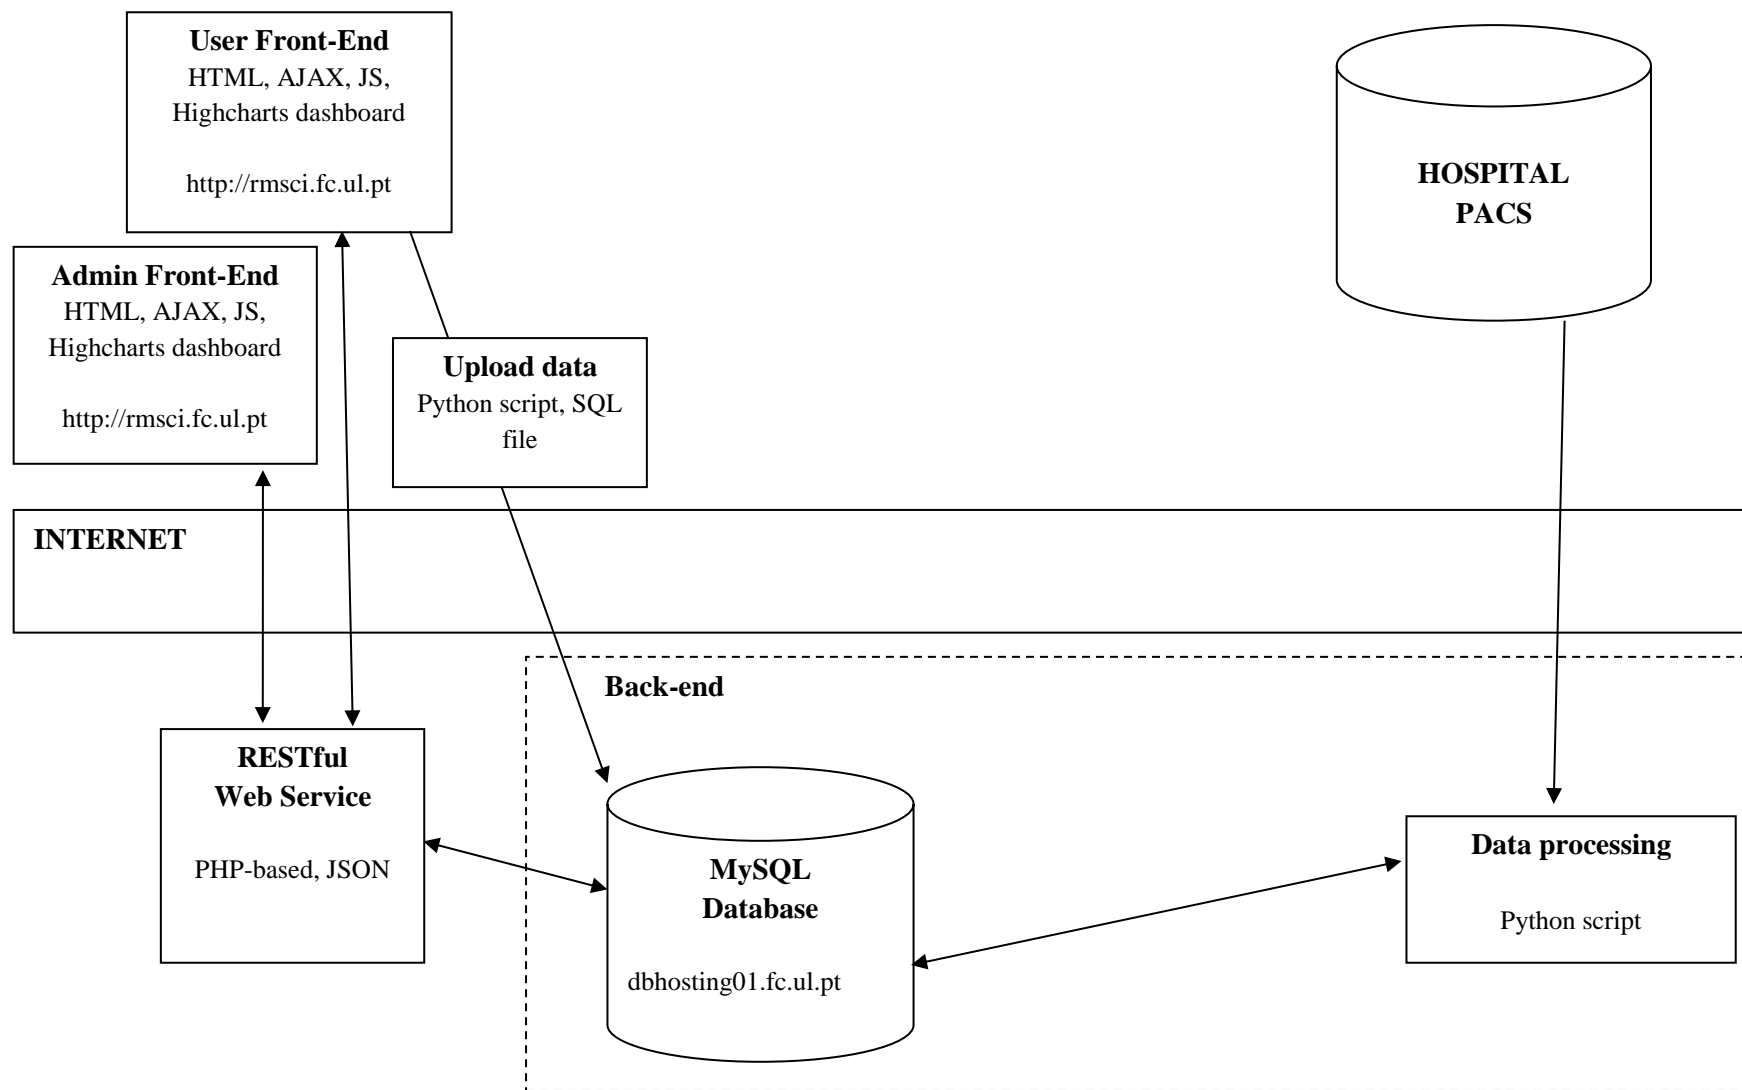 User Front-End
HTML, AJAX, JS,
Highcharts dashboard
http://rmsci.fc.ul.pt
HOSPITAL
PACS
Admin Front-End
HTML, AJAX, JS,
Highcharts dashboard
http://rmsci.fc.ul.pt
Upload data
Python script, SQL
file
INTERNET
Back-end
RESTful
Web Service
PHP-based, JSON
MySQL
Database
dbhosting01.fc.ul.pt
Data processing
Python script